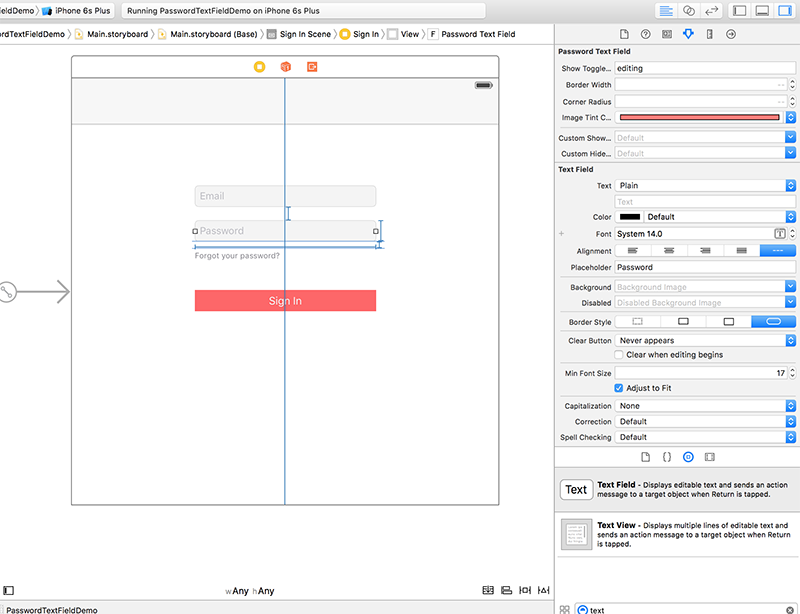 ldDemo iPhone 6s Plus Running PasswordTextFieldDemo on iPhone 6s Plus
rdTextFieldDemo Main.storyboard Main.storyboard (Base) Sign In Scene Sign In View F Password Text Field
Password Text Field
Show Toggle... editing
Border Width
Corner Radius
Image Tint C...
Custom Show... Default
Custom Hide... Default
Text Field
Text Plain
Text
Color Default
Font System 14.0 T
Alignment
Placeholder Password
Background Background Image
Disabled Disabled Background Image
Border Style
Clear Button Never appears
Clear when editing begins
Min Font Size 17
Adjust to Fit
Capitalization None
Correction Default
Spell Checking Default
Email
Password
Forgot your password?
Sign In
Text Text Field - Displays editable text and sends an action
message to a target object when Return is tapped.
Text View - Displays multiple lines of editable text and
sends an action message to a target object when Return
is tapped.
wAny hAny
PasswordTextFieldDemo
text